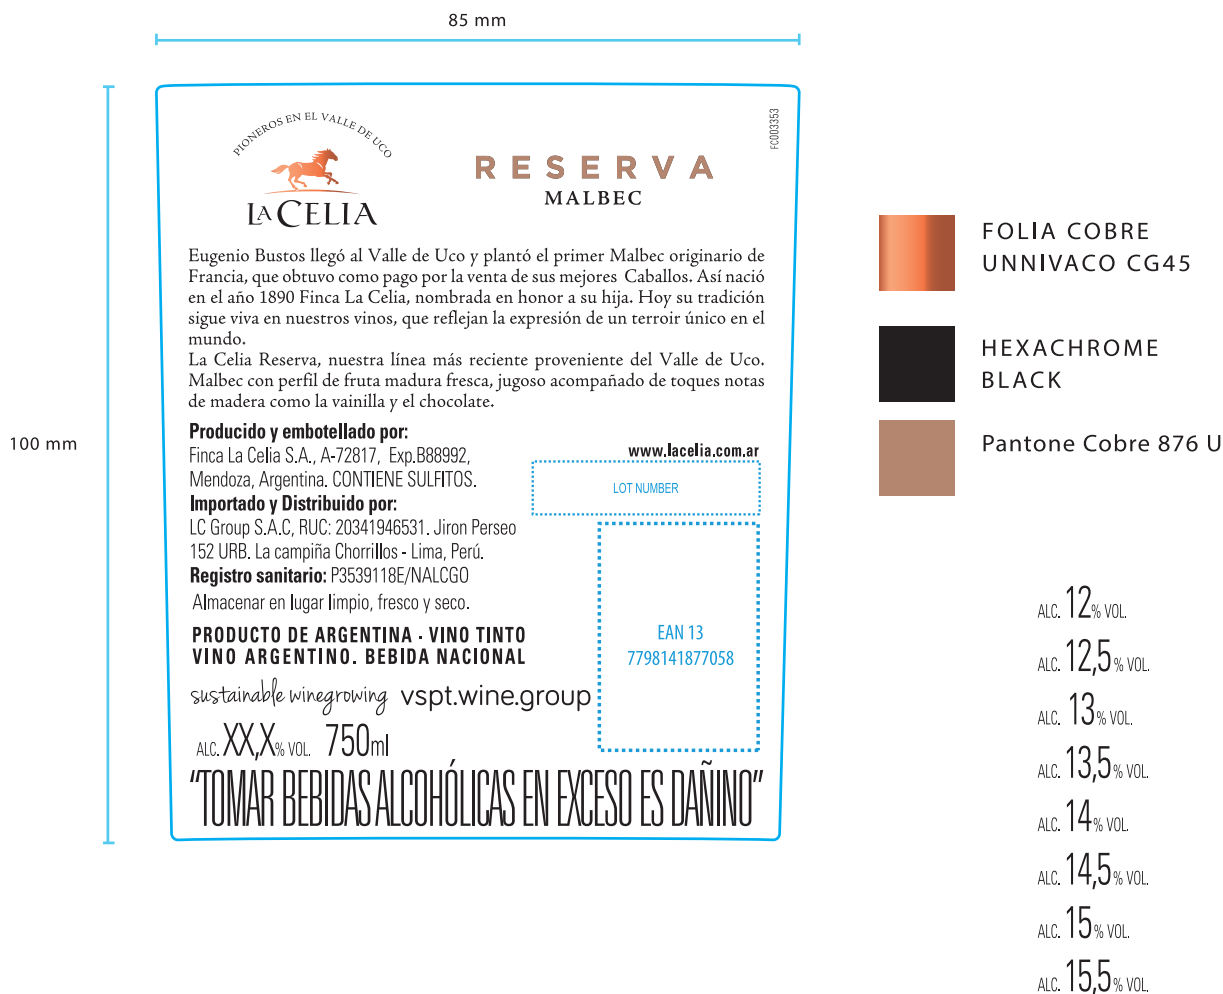 85 mm
100 mm
PIONEROS EN EL VALLE DE UCO
LA CELIA
RESERVA
MALBEC
FC003353
Eugenio Bustos llegó al Valle de Uco y plantó el primer Malbec originario de
Francia, que obtuvo como pago por la venta de sus mejores Caballos. Así nació
en el año 1890 Finca La Celia, nombrada en honor a su hija. Hoy su tradición
sigue viva en nuestros vinos, que reflejan la expresión de un terroir único en el
mundo.
La Celia Reserva, nuestra línea más reciente proveniente del Valle de Uco.
Malbec con perfil de fruta madura fresca, jugoso acompañado de toques notas
de madera como la vainilla y el chocolate.
Producido y embotellado por:
Finca La Celia S.A., A-72817, Exp.B88992,
Mendoza, Argentina. CONTIENE SULFITOS.
Importado y Distribuido por:
LC Group S.A.C, RUC: 20341946531. Jiron Perseo
152 URB. La campiña Chorrillos - Lima, Perú.
Registro sanitario: P3539118E/NALCGO
Almacenar en lugar limpio, fresco y seco.
PRODUCTO DE ARGENTINA · VINO TINTO
VINO ARGENTINO. BEBIDA NACIONAL
sustainable winegrowing vspt.wine.group
ALC. XX,X% VOL. 750ml
www.lacelia.com.ar
LOT NUMBER
EAN 13
7798141877058
“TOMAR BEBIDAS ALCOHÓLICAS EN EXCESO ES DAÑINO”
FOLIA COBRE
UNNIVACO CG45
HEXACHROME
BLACK
Pantone Cobre 876 U
ALC. 12% VOL.
ALC. 12,5% VOL.
ALC. 13% VOL.
ALC. 13,5% VOL.
ALC. 14% VOL.
ALC. 14,5% VOL.
ALC. 15% VOL.
ALC. 15,5% VOL.